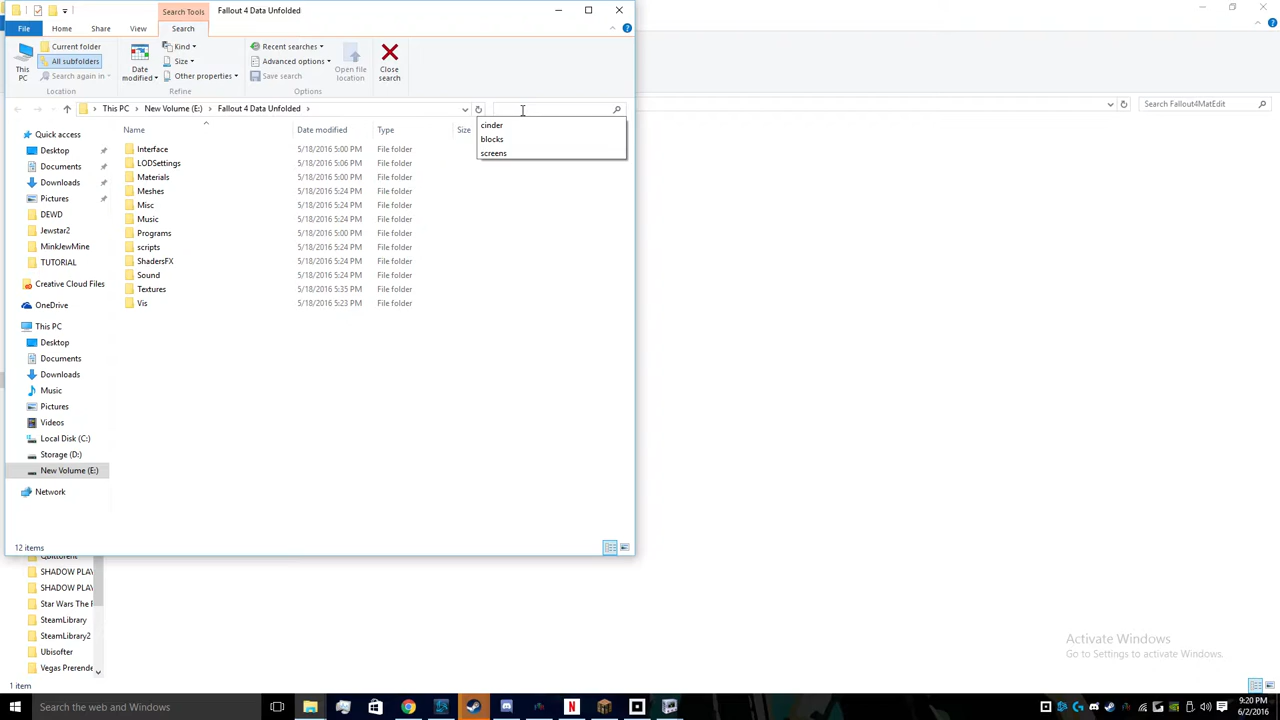 Search Tools Fallout 4 Data Unfolded
File Home Share View Search
Current folder
All subfolders
Search again in
This PC
Location
Date modified
Kind
Size
Other properties
Refine
Recent searches
Advanced options
Save search
Open file location
Options
Close search
This PC New Volume (E:) Fallout 4 Data Unfolded
Search Fallout4MatEdit
cinder
blocks
screens
Name Date modified Type Size
Interface 5/18/2016 5:00 PM File folder
LODSettings 5/18/2016 5:06 PM File folder
Materials 5/18/2016 5:00 PM File folder
Meshes 5/18/2016 5:24 PM File folder
Misc 5/18/2016 5:24 PM File folder
Music 5/18/2016 5:24 PM File folder
Programs 5/18/2016 5:00 PM File folder
scripts 5/18/2016 5:24 PM File folder
ShadersFX 5/18/2016 5:24 PM File folder
Sound 5/18/2016 5:24 PM File folder
Textures 5/18/2016 5:35 PM File folder
Vis 5/18/2016 5:23 PM File folder
Quick access
Desktop
Documents
Downloads
Pictures
DEWD
Jewstar2
MinkJewMine
TUTORIAL
Creative Cloud Files
OneDrive
This PC
Desktop
Documents
Downloads
Music
Pictures
Videos
Local Disk (C:)
Storage (D:)
New Volume (E:)
Network
12 items
SHADOW PLAY
SHADOW PLAY
Star Wars The F
SteamLibrary
SteamLibrary2
Ubisofter
Vegas Prerende
1 item
Activate Windows
Go to Settings to activate Windows.
Search the web and Windows
9:20 PM
6/2/2016